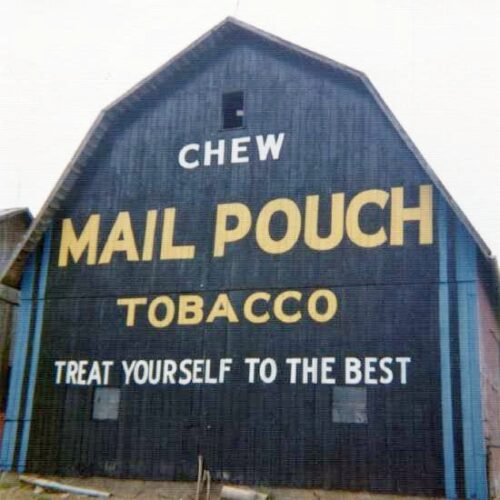 CHEW
MAIL POUCH
TOBACCO
TREAT YOURSELF TO THE BEST